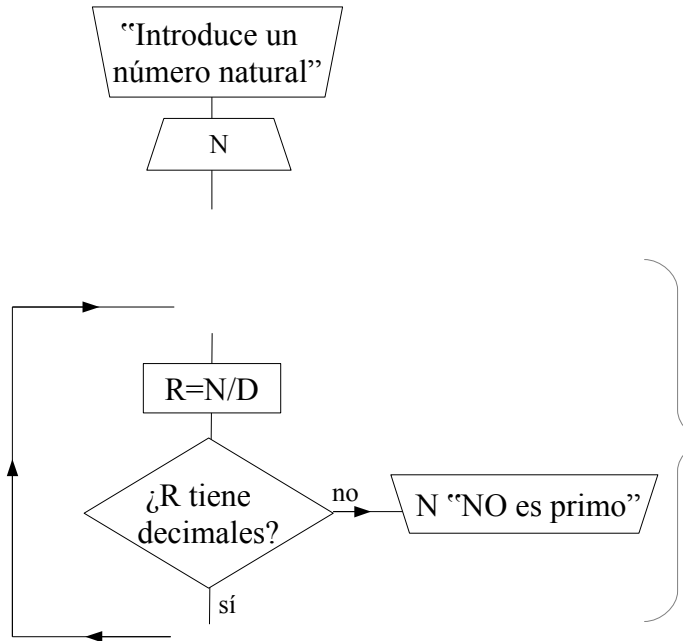 “Introduce un
número natural”
N
R=N/D
¿R tiene
decimales?
no
N “NO es primo”
sí